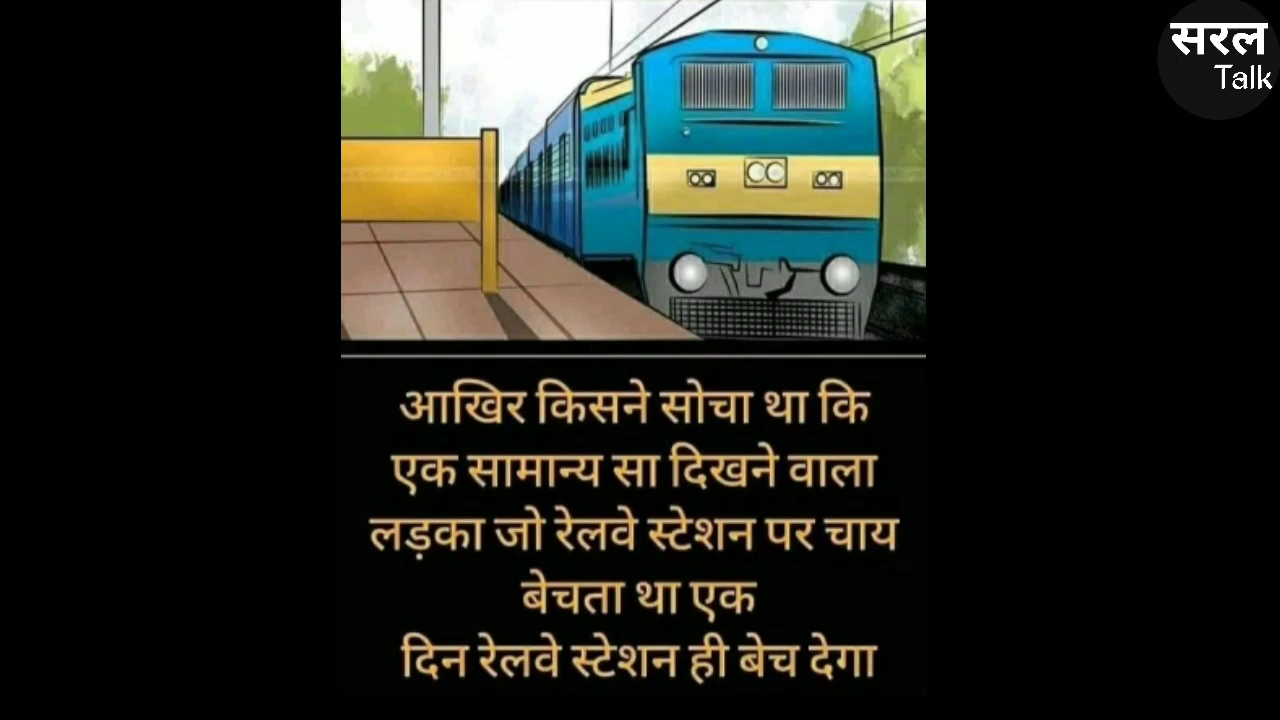 सरल
Talk
आखिर किसने सोचा था कि
एक सामान्य सा दिखने वाला
लड़का जो रेलवे स्टेशन पर चाय
बेचता था एक
दिन रेलवे स्टेशन ही बेच देगा